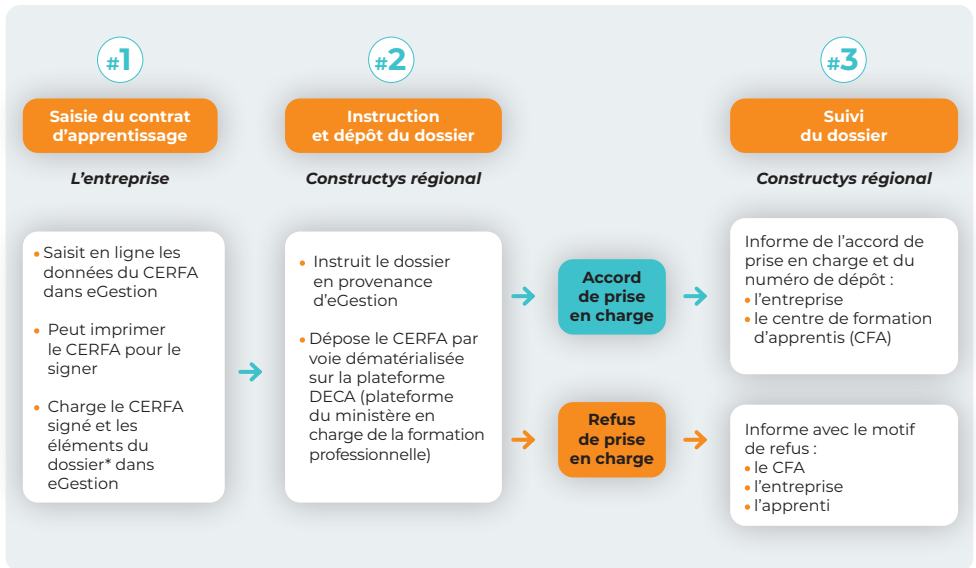 #1
Saisie du contrat
d'apprentissage
L'entreprise
• Saisit en ligne les
données du CERFA
dans eGestion
• Peut imprimer
le CERFA pour le
signer
• Charge le CERFA
signé et les
éléments du
dossier* dans
eGestion
#2
Instruction
et dépôt du dossier
Constructys régional
• Instruit le dossier
en provenance
d'eGestion
• Dépose le CERFA par
voie dématérialisée
sur la plateforme
DECA (plateforme
du ministère en
charge de la formation
professionnelle)
Accord
de prise
en charge
Refus
de prise
en charge
#3
Suivi
du dossier
Constructys régional
Informe de l'accord de
prise en charge et du
numéro de dépôt :
• l'entreprise
• le centre de formation
d'apprentis (CFA)
Informe avec le motif
de refus :
• le CFA
• l'entreprise
• l'apprenti